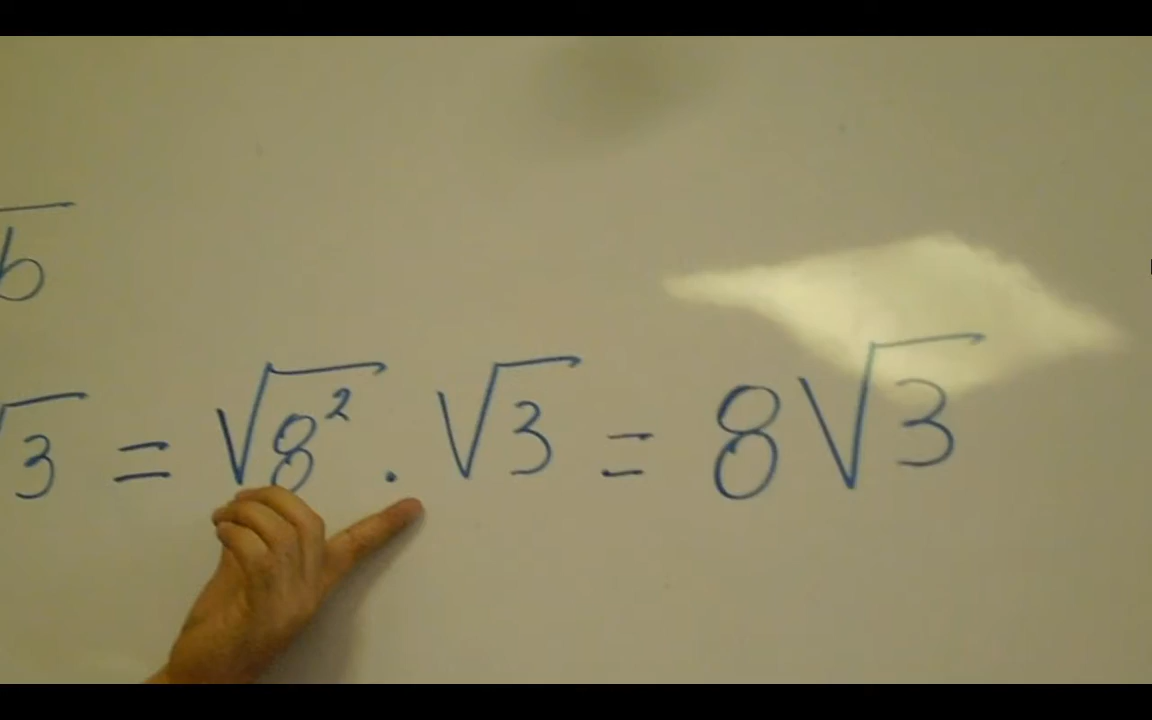 b
√3 = √8² . √3 = 8√3